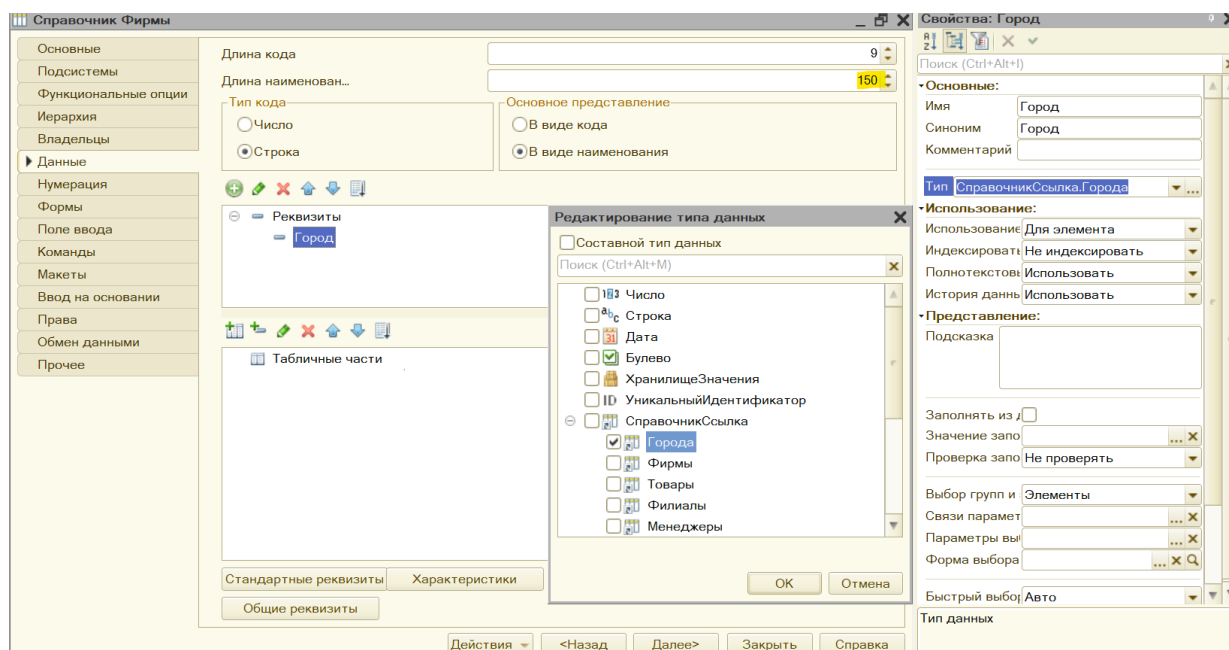 Справочник Фирмы
Основные
Подсистемы
Функциональные опции
Иерархия
Владельцы
Данные
Нумерация
Формы
Поле ввода
Команды
Макеты
Ввод на основании
Права
Обмен данными
Прочее
Длина кода 9
Длина наименован... 150
Тип кода
Число
Строка
Основное представление
В виде кода
В виде наименования
Реквизиты
Город
Табличные части
Стандартные реквизиты Характеристики
Общие реквизиты
Действия <Назад Далее> Закрыть Справка
Редактирование типа данных
Составной тип данных
Поиск (Ctrl+Alt+M)
Число
Строка
Дата
Булево
ХранилищеЗначения
УникальныйИдентификатор
СправочникСсылка
Города
Фирмы
Товары
Филиалы
Менеджеры
OK Отмена
Свойства: Город
Поиск (Ctrl+Alt+I)
Основные:
Имя Город
Синоним Город
Комментарий
Тип СправочникСсылка.Города
Использование:
Использование Для элемента
Индексировать Не индексировать
Полнотекстовы Использовать
История даннь Использовать
Представление:
Подсказка
Заполнять из д
Значение запо
Проверка запо Не проверять
Выбор групп и Элементы
Связи парамет
Параметры вы
Форма выбора
Быстрый выбор Авто
Тип данных